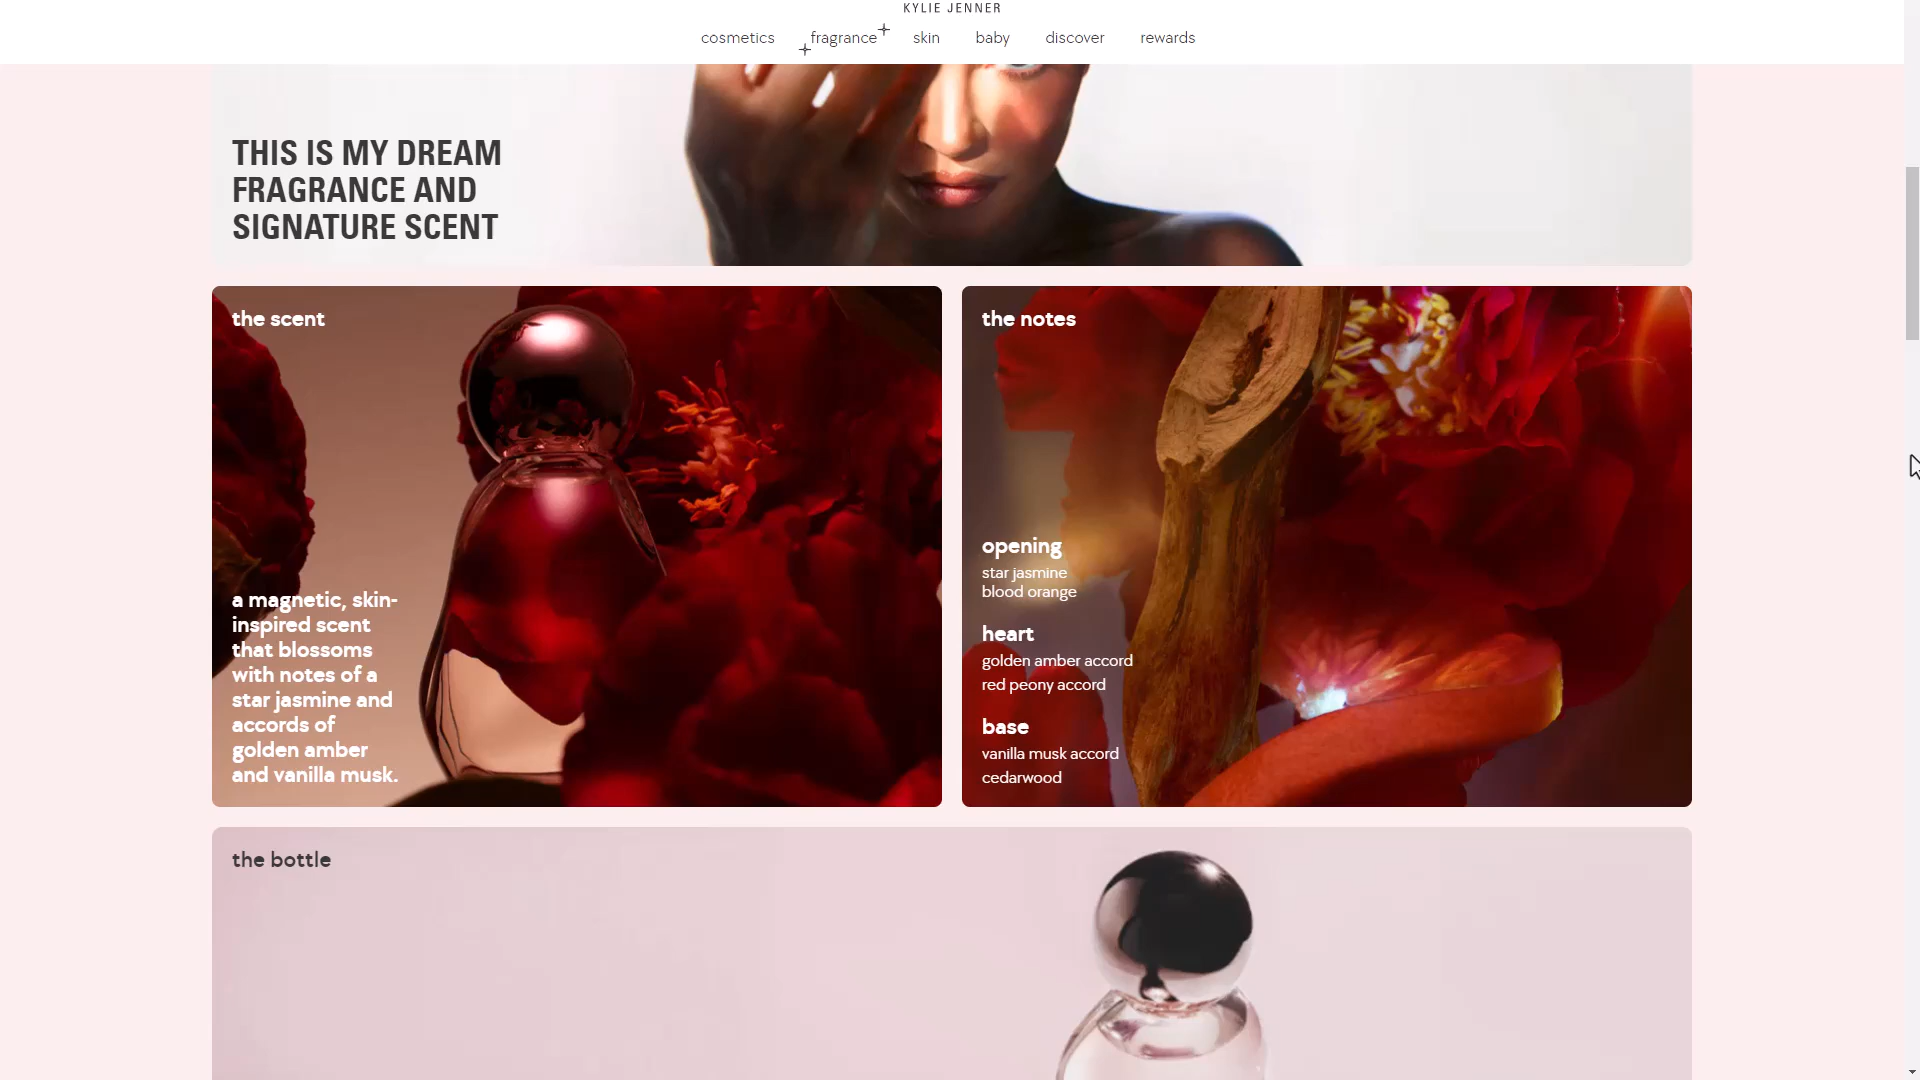 KYLIE JENNER
cosmetics
fragrance
skin
baby
discover
rewards
THIS IS MY DREAM
FRAGRANCE AND
SIGNATURE SCENT
the scent
a magnetic, skin-
inspired scent
that blossoms
with notes of a
star jasmine and
accords of
golden amber
and vanilla musk.
the notes
opening
star jasmine
blood orange
heart
golden amber accord
red peony accord
base
vanilla musk accord
cedarwood
the bottle